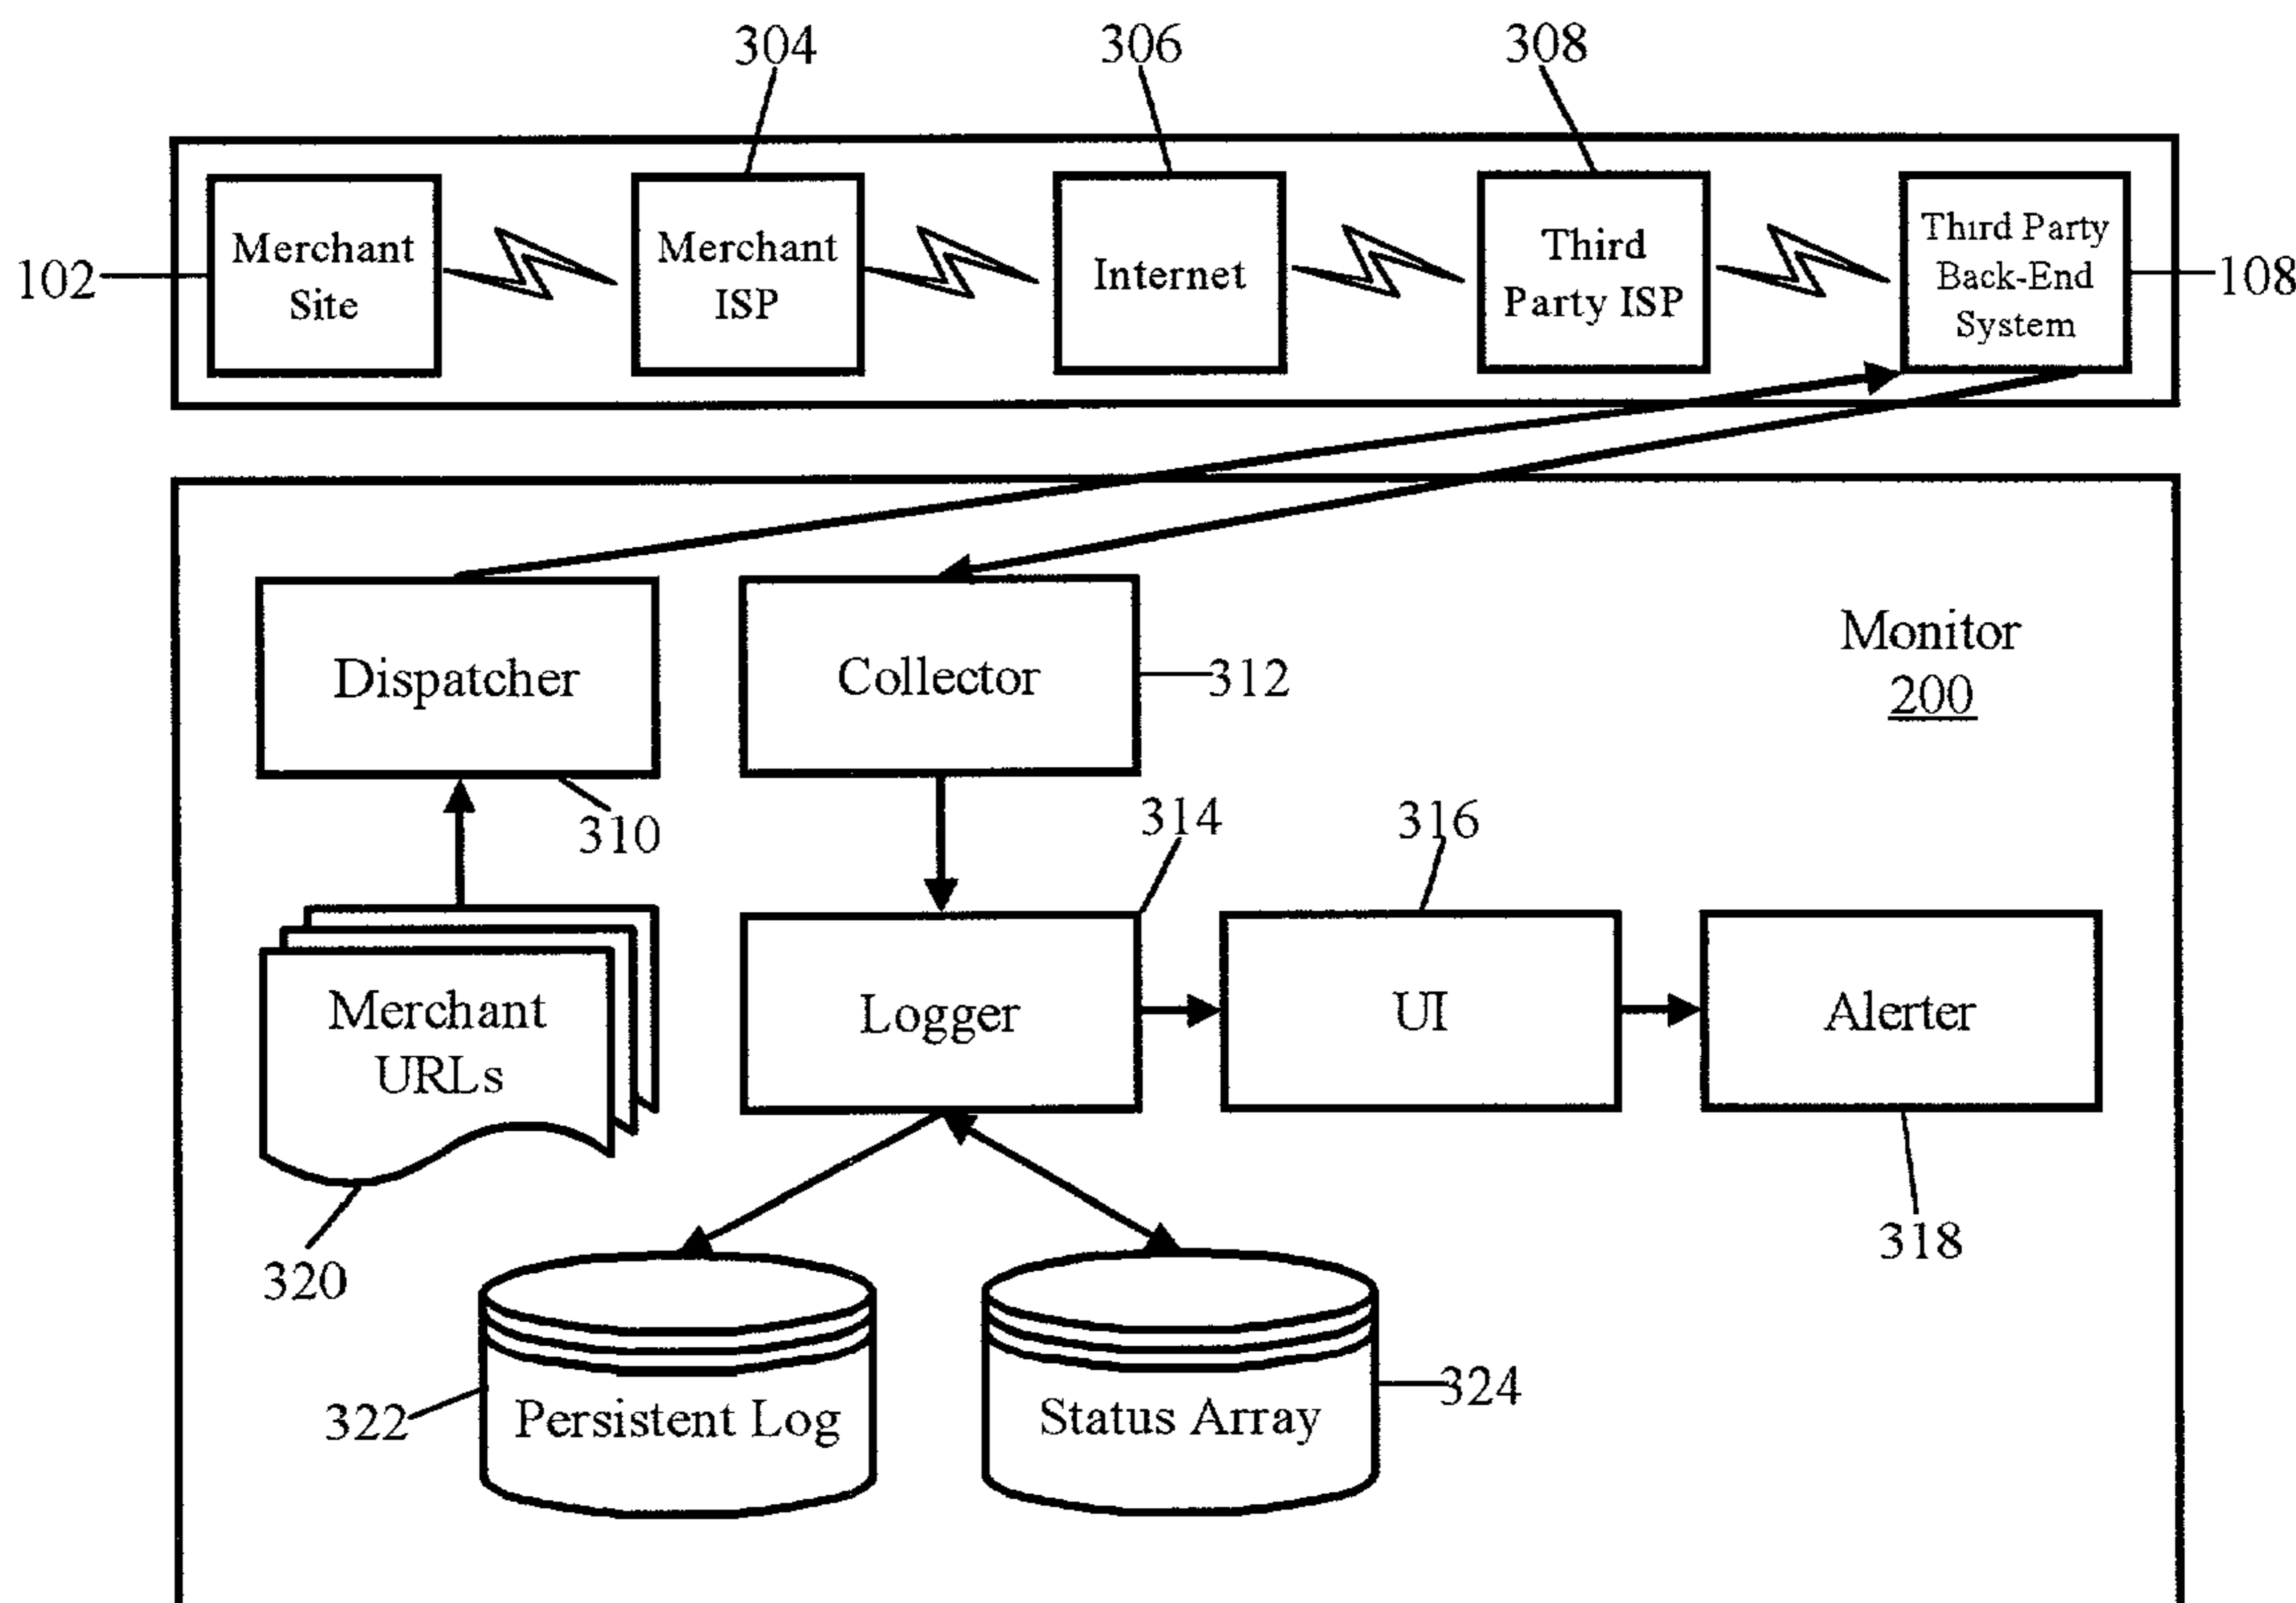 304
306
308
102
Merchant
Site
Merchant
ISP
Internet
Third
Party ISP
Third Party
Back-End
System
108
Dispatcher
310
Collector
312
Monitor
200
314
316
Merchant
URLs
320
Logger
UI
Alerter
318
322
Persistent Log
Status Array
324